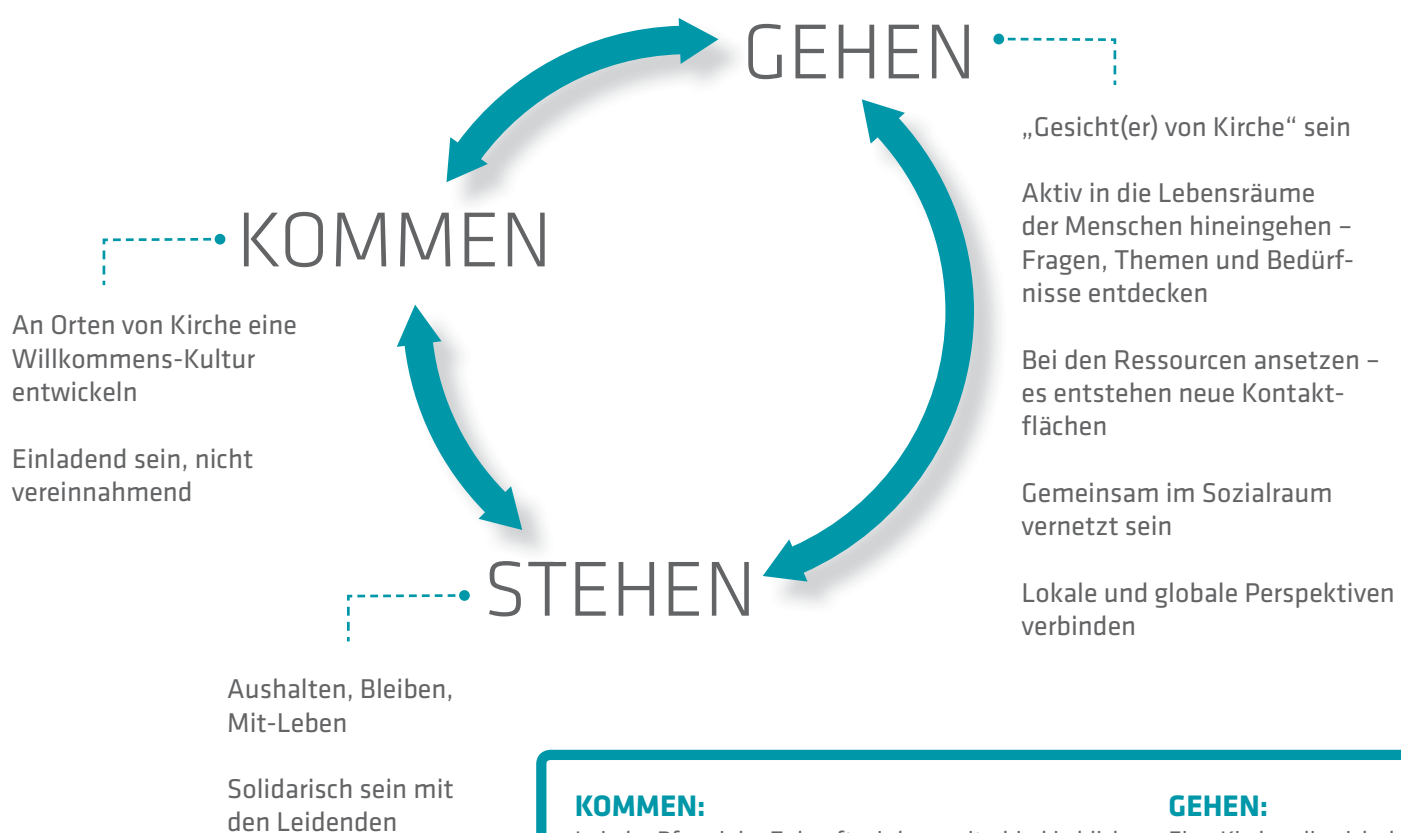 GEHEN
„Gesicht(er) von Kirche“ sein
Aktiv in die Lebensräume
der Menschen hineingehen –
Fragen, Themen und Bedürf-
nisse entdecken
Bei den Ressourcen ansetzen –
es entstehen neue Kontakt-
flächen
Gemeinsam im Sozialraum
vernetzt sein
Lokale und globale Perspektiven
verbinden
KOMMEN
An Orten von Kirche eine
Willkommens-Kultur
entwickeln
Einladend sein, nicht
vereinnahmend
STEHEN
Aushalten, Bleiben,
Mit-Leben
Solidarisch sein mit
den Leidenden
KOMMEN:
GEHEN: